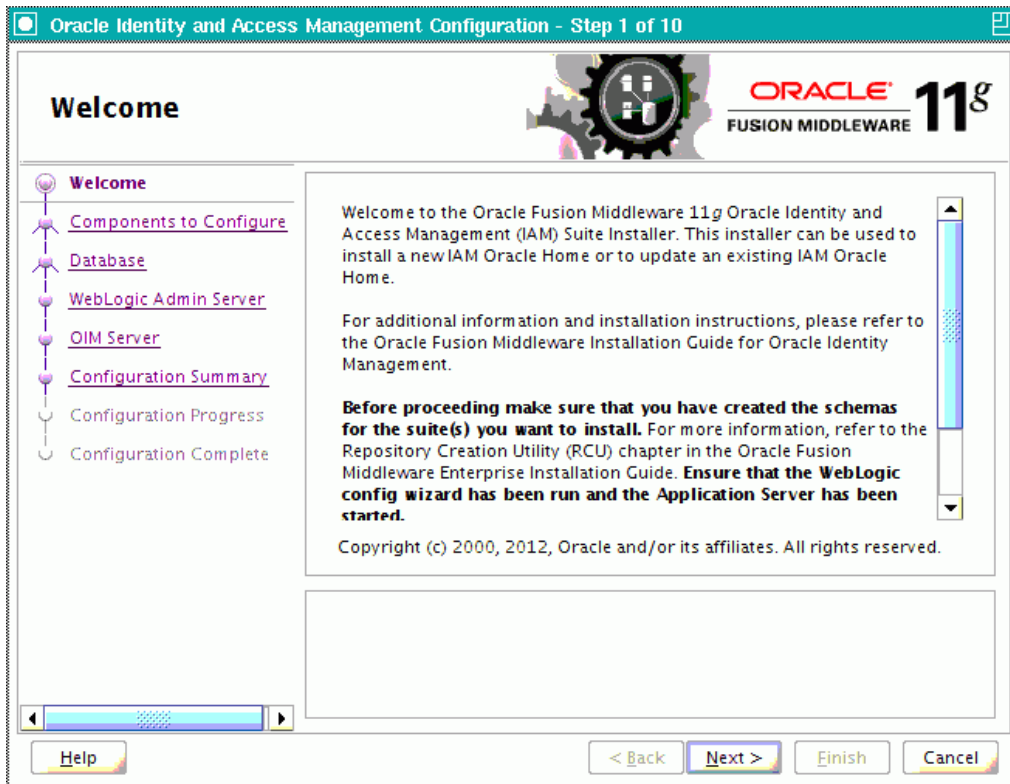 Oracle Identity and Access Management Configuration - Step 1 of 10
Welcome
ORACLE
FUSION MIDDLEWARE
11g
Welcome
Components to Configure
Database
WebLogic Admin Server
OIM Server
Configuration Summary
Configuration Progress
Configuration Complete
Welcome to the Oracle Fusion Middleware 11g Oracle Identity and
Access Management (IAM) Suite Installer. This installer can be used to
install a new IAM Oracle Home or to update an existing IAM Oracle
Home.
For additional information and installation instructions, please refer to
the Oracle Fusion Middleware Installation Guide for Oracle Identity
Management.
Before proceeding make sure that you have created the schemas
for the suite(s) you want to install. For more information, refer to the
Repository Creation Utility (RCU) chapter in the Oracle Fusion
Middleware Enterprise Installation Guide. Ensure that the WebLogic
config wizard has been run and the Application Server has been
started.
Copyright (c) 2000, 2012, Oracle and/or its affiliates. All rights reserved.
Help
< Back
Next >
Finish
Cancel